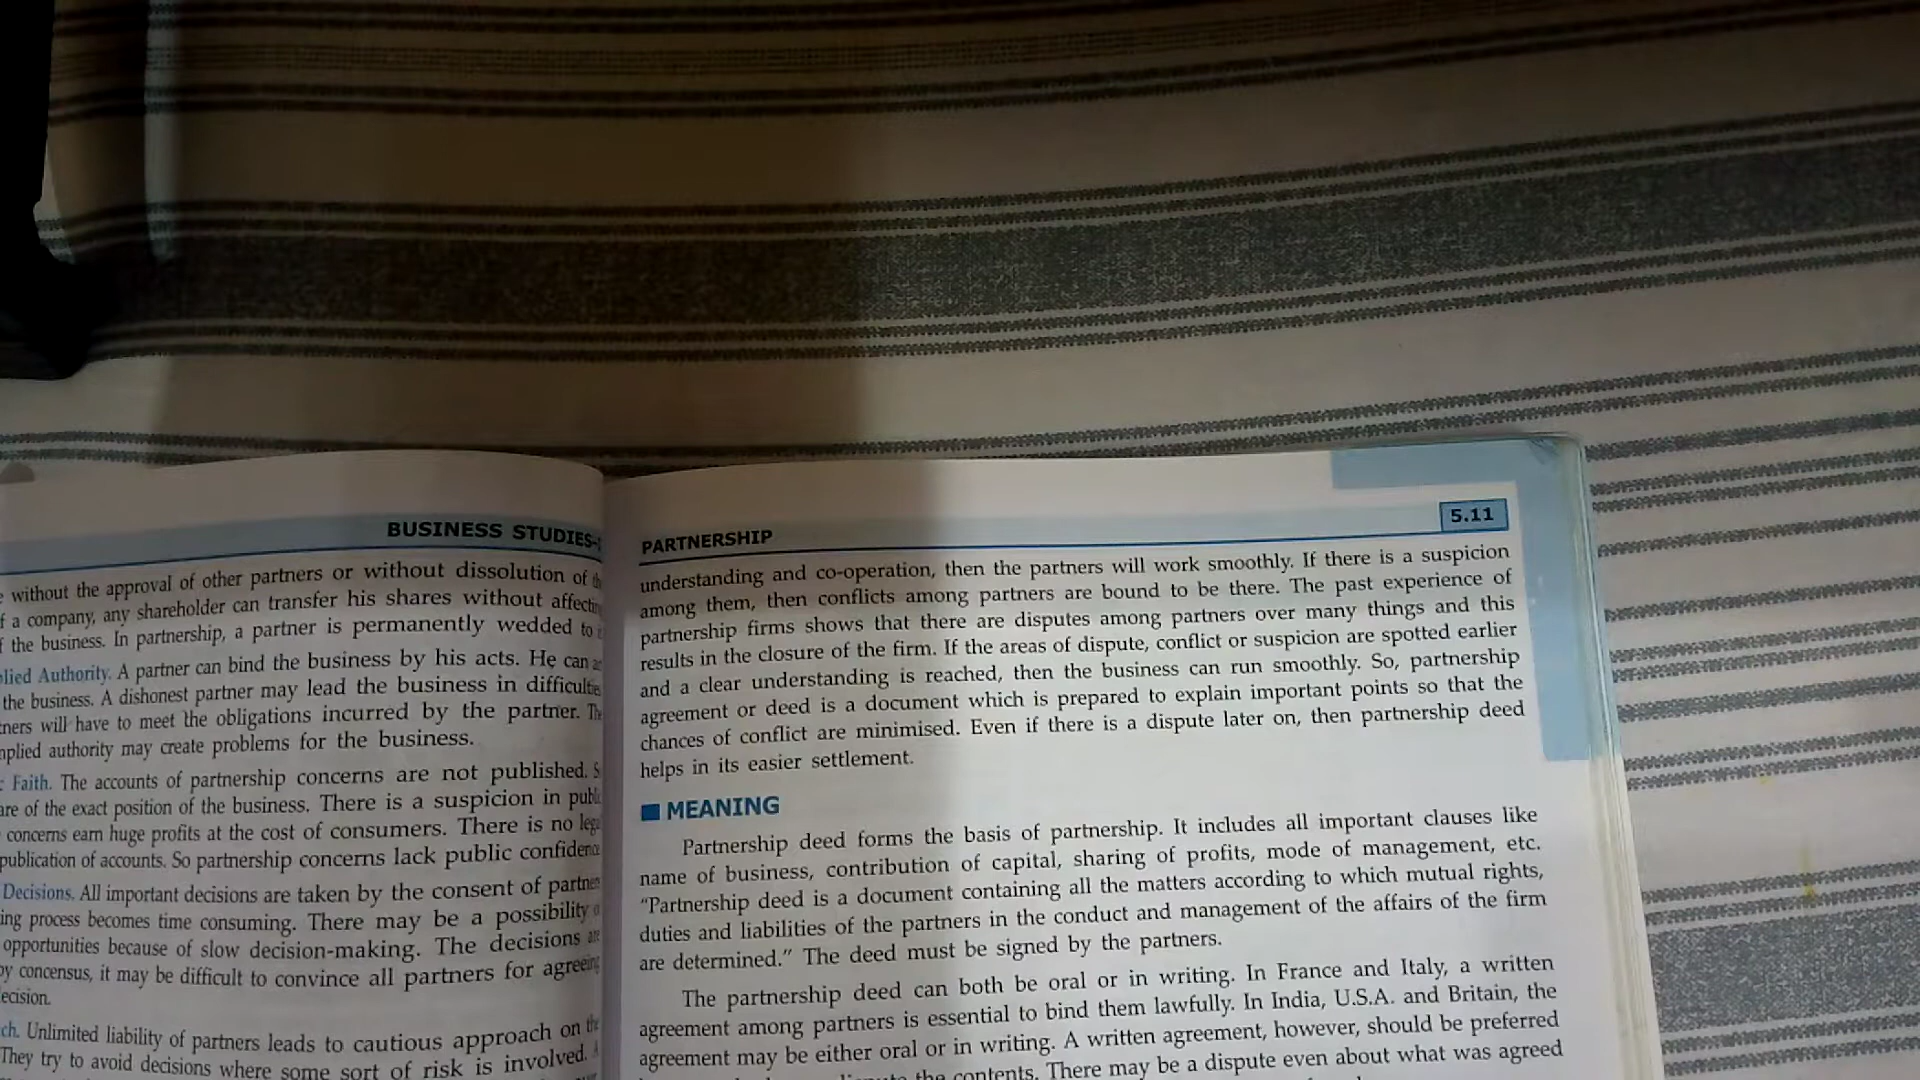 BUSINESS STUDIES-
without the approval of other partners or without dissolution of
a company, any shareholder can transfer his shares without
the business. In partnership, a partner is permanently wedded to
Authority. A partner can bind the business by his acts. He can
the business. A dishonest partner may lead the business in
will have to meet the obligations incurred by the partner.
authority may create problems for the business.
Faith. The accounts of partnership concerns are not published.
of the exact position of the business. There is a suspicion in
concerns earn huge profits at the cost of consumers. There is no
publication of accounts. So partnership concerns lack public
Decisions. All important decisions are taken by the consent of
process becomes time consuming. There may be a possibility
opportunities because of slow decision-making. The decisions
by concensus, it may be difficult to convince all partners for
Unlimited liability of partners leads to cautious approach on
They try to avoid decisions where some sort of risk is involved.
PARTNERSHIP
5.11
understanding and co-operation, then the partners will work smoothly. If there is a suspicion
among them, then conflicts among partners are bound to be there. The past experience of
partnership firms shows that there are disputes among partners over many things and this
results in the closure of the firm. If the areas of dispute, conflict or suspicion are spotted earlier
and a clear understanding is reached, then the business can run smoothly. So, partnership
agreement or deed is a document which is prepared to explain important points so that the
chances of conflict are minimised. Even if there is a dispute later on, then partnership deed
helps in its easier settlement.
MEANING
Partnership deed forms the basis of partnership. It includes all important clauses like
name of business, contribution of capital, sharing of profits, mode of management, etc.
“Partnership deed is a document containing all the matters according to which mutual rights,
duties and liabilities of the partners in the conduct and management of the affairs of the firm
are determined.” The deed must be signed by the partners.
The partnership deed can both be oral or in writing. In France and Italy, a written
agreement among partners is essential to bind them lawfully. In India, U.S.A. and Britain, the
agreement may be either oral or in writing. A written agreement, however, should be preferred
the contents. There may be a dispute even about what was agreed